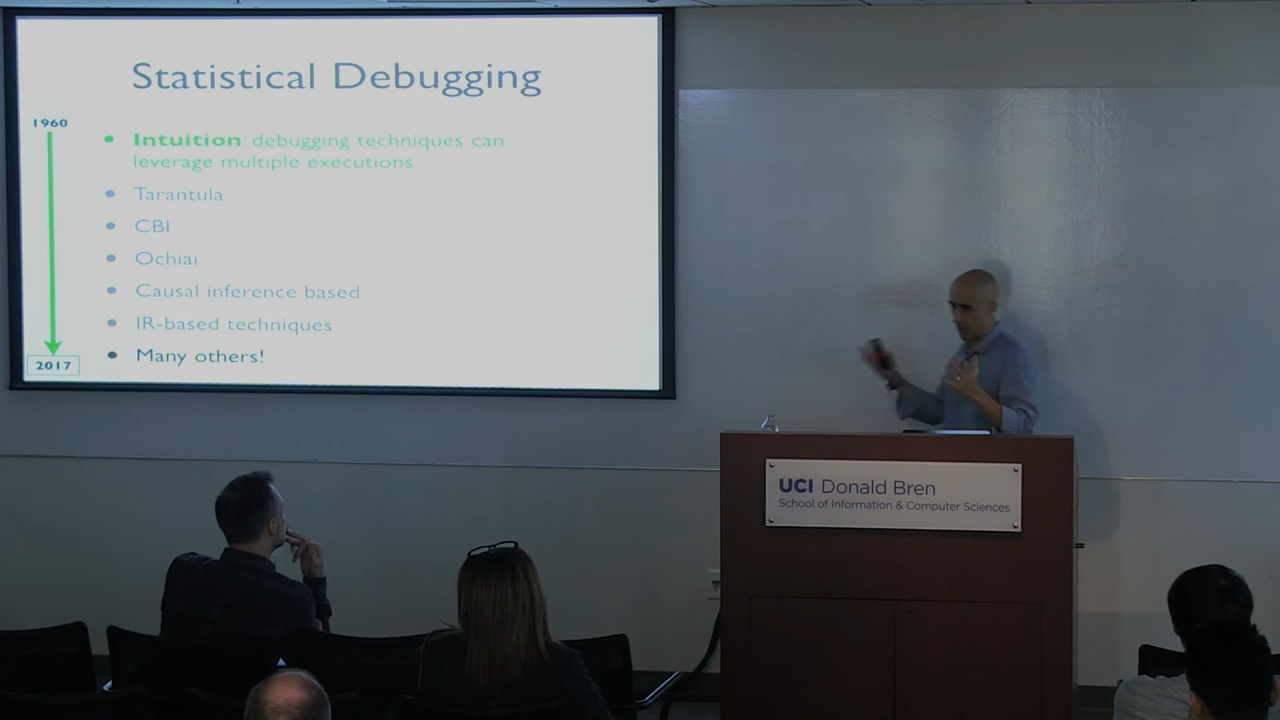 Statistical Debugging
1960
• Intuition: debugging techniques can
leverage multiple executions
• Tarantula
• CBI
• Ochiai
• Causal inference based
• IR-based techniques
• Many others!
2017
UCI Donald Bren
School of Information & Computer Sciences